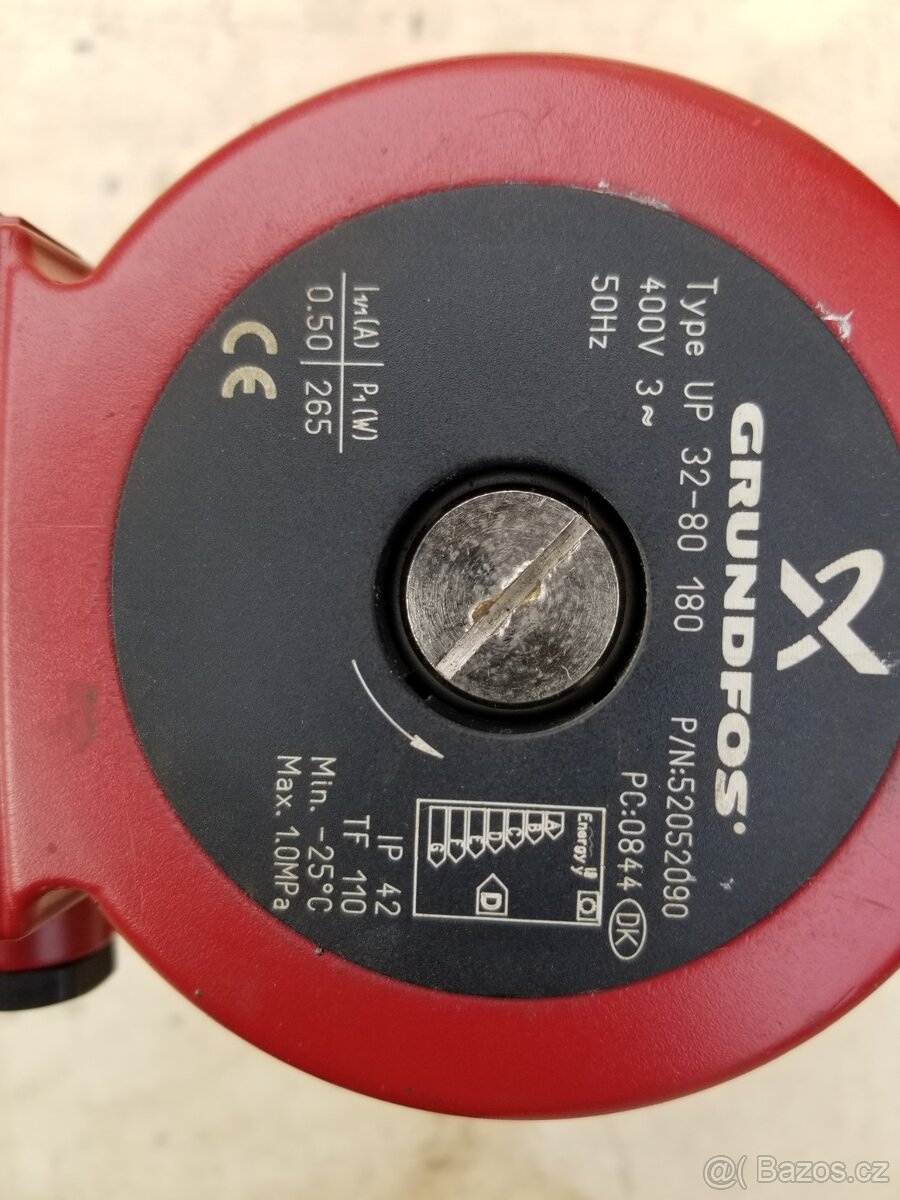 GRUNDFOS®
Type UP 32-80 180 P/N:52052090
400V 3~ PC:0844 DK
50Hz
Energy
A
B
C
D
E
F
G
D
I1/1(A) P1(W)
0.50 265
IP 42
TF 110
Min. -25°C
Max. 1.0MPa
CE
@( Bazos.cz